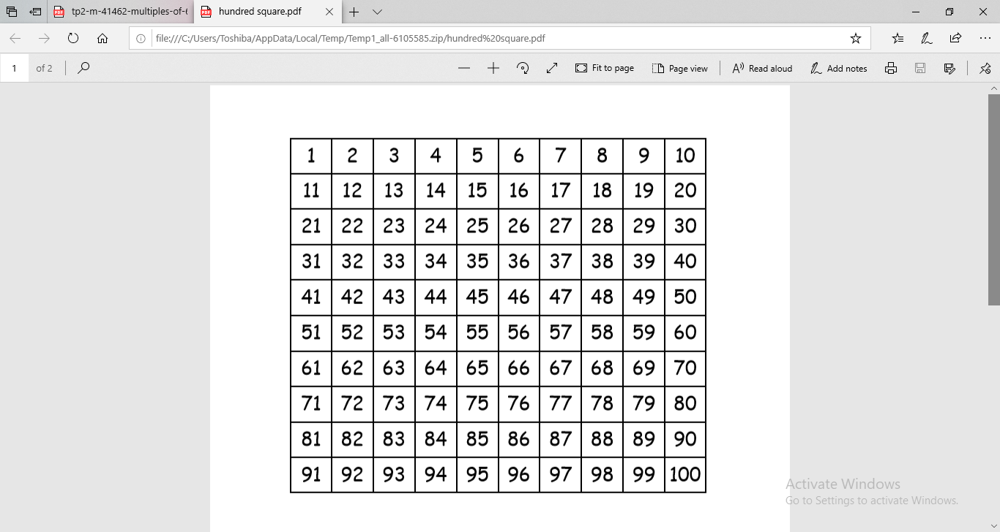 tp2-m-41462-multiples-of-
hundred square.pdf
file:///C:/Users/Toshiba/AppData/Local/Temp/Temp1_all-6105585.zip/hundred%20square.pdf
1 of 2 Fit to page Page view Read aloud Add notes
1 2 3 4 5 6 7 8 9 10
11 12 13 14 15 16 17 18 19 20
21 22 23 24 25 26 27 28 29 30
31 32 33 34 35 36 37 38 39 40
41 42 43 44 45 46 47 48 49 50
51 52 53 54 55 56 57 58 59 60
61 62 63 64 65 66 67 68 69 70
71 72 73 74 75 76 77 78 79 80
81 82 83 84 85 86 87 88 89 90
91 92 93 94 95 96 97 98 99 100
Activate Windows
Go to Settings to activate Windows.